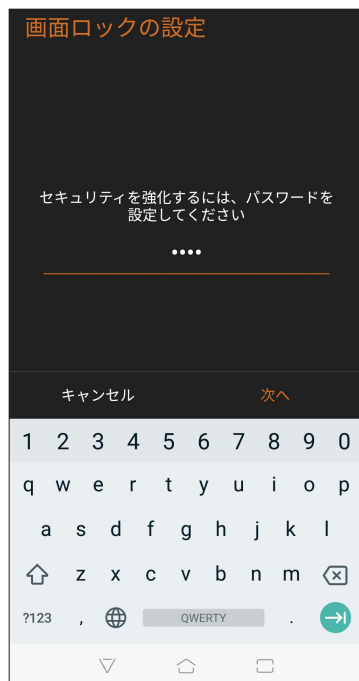 画面ロックの設定
セキュリティを強化するには、パスワードを
設定してください
••••
キャンセル 次へ
1 2 3 4 5 6 7 8 9 0
q w e r t y u i o p
a s d f g h j k l
z x c v b n m
?123 , QWERTY .